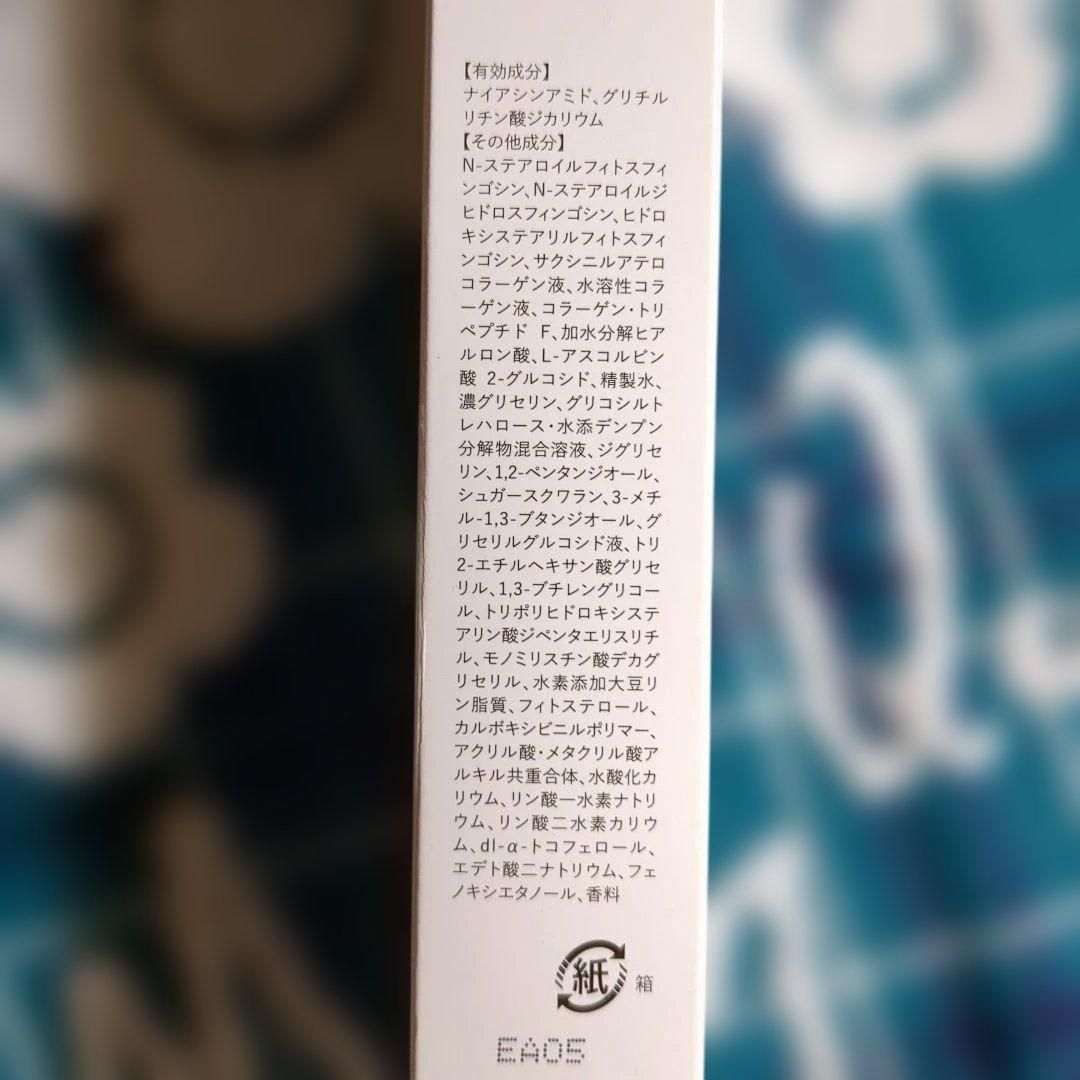 【有効成分】
ナイアシンアミド、グリチル
リチン酸ジカリウム
【その他成分】
N-ステアロイルフィトスフィ
ンゴシン、N-ステアロイルジ
ヒドロスフィンゴシン、ヒドロ
キシステアリルフィトスフィ
ンゴシン、サクシニルアテロ
コラーゲン液、水溶性コラ
ーゲン液、コラーゲン・トリ
ペプチド F、加水分解ヒア
ルロン酸、L-アスコルビン
酸 2-グルコシド、精製水、
濃グリセリン、グリコシルト
レハロース・水添デンプン
分解物混合溶液、ジグリセ
リン、1,2-ペンタンジオール、
シュガースクワラン、3-メチ
ル-1,3-ブタンジオール、グ
リセリルグルコシド液、トリ
2-エチルヘキサン酸グリセ
リル、1,3-ブチレングリコー
ル、トリポリヒドロキシステ
アリン酸ジペンタエリスリチ
ル、モノミリスチン酸デカグ
リセリル、水素添加大豆リ
ン脂質、フィトステロール、
カルボキシビニルポリマー、
アクリル酸・メタクリル酸ア
ルキル共重合体、水酸化カ
リウム、リン酸一水素ナトリ
ウム、リン酸二水素カリウ
ム、dl-α-トコフェロール、
エデト酸二ナトリウム、フェ
ノキシエタノール、香料
紙 箱
EA05